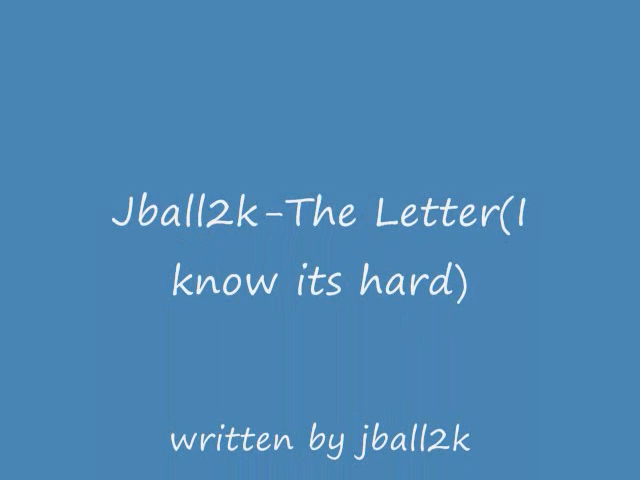 Jball2k-The Letter(I
know its hard)
written by jball2k